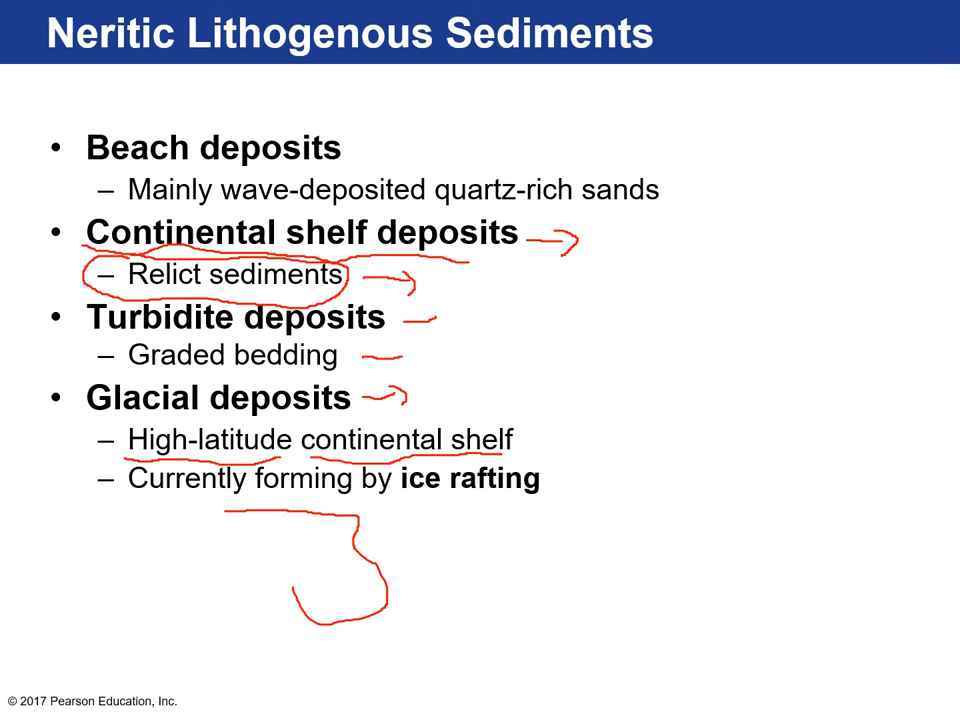 Neritic Lithogenous Sediments
• Beach deposits
– Mainly wave-deposited quartz-rich sands
• Continental shelf deposits
– Relict sediments
• Turbidite deposits
– Graded bedding
• Glacial deposits
– High-latitude continental shelf
– Currently forming by ice rafting
© 2017 Pearson Education, Inc.